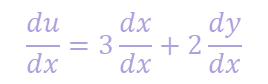 du/dx = 3 dx/dx + 2 dy/dx